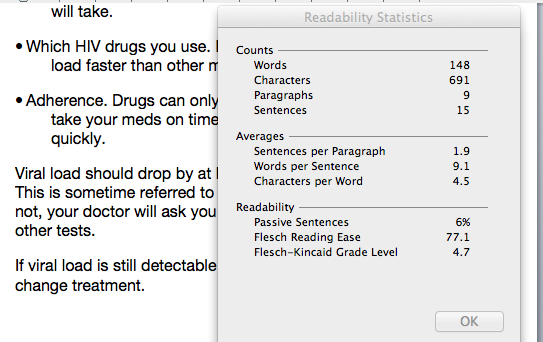 will take.
• Which HIV drugs you use.
load faster than other
• Adherence. Drugs can only
take your meds on time
quickly.
Viral load should drop by at
This is sometime referred to
not, your doctor will ask you
other tests.
If viral load is still detectable
change treatment.
Readability Statistics
Counts
Words 148
Characters 691
Paragraphs 9
Sentences 15
Averages
Sentences per Paragraph 1.9
Words per Sentence 9.1
Characters per Word 4.5
Readability
Passive Sentences 6%
Flesch Reading Ease 77.1
Flesch-Kincaid Grade Level 4.7
OK